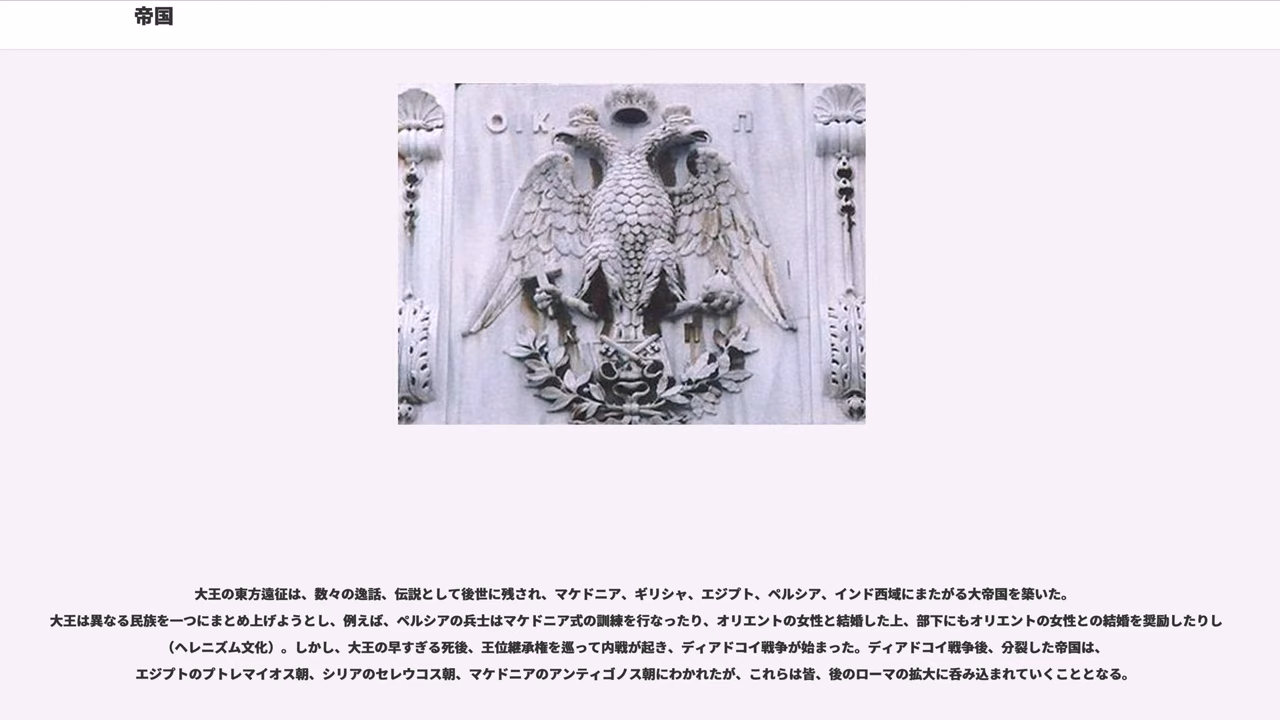 帝国
ΟΙΚ Π
Κ Π
大王の東方遠征は、数々の逸話、伝説として後世に残され、マケドニア、ギリシャ、エジプト、ペルシア、インド西域にまたがる大帝国を築いた。
大王は異なる民族を一つにまとめ上げようとし、例えば、ペルシアの兵士はマケドニア式の訓練を行なったり、オリエントの女性と結婚した上、部下にもオリエントの女性との結婚を奨励したりし
（ヘレニズム文化）。しかし、大王の早すぎる死後、王位継承権を巡って内戦が起き、ディアドコイ戦争が始まった。ディアドコイ戦争後、分裂した帝国は、
エジプトのプトレマイオス朝、シリアのセレウコス朝、マケドニアのアンティゴノス朝にわかれたが、これらは皆、後のローマの拡大に呑み込まれていくこととなる。